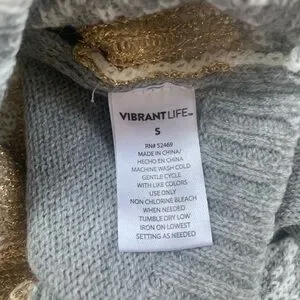 VIBRANT LIFE™
S
RN# 52469
MADE IN CHINA/
HECHO EN CHINA
MACHINE WASH COLD
GENTLE CYCLE
WITH LIKE COLORS
USE ONLY
NON CHLORINE BLEACH
WHEN NEEDED
TUMBLE DRY LOW
IRON ON LOWEST
SETTING AS NEEDED